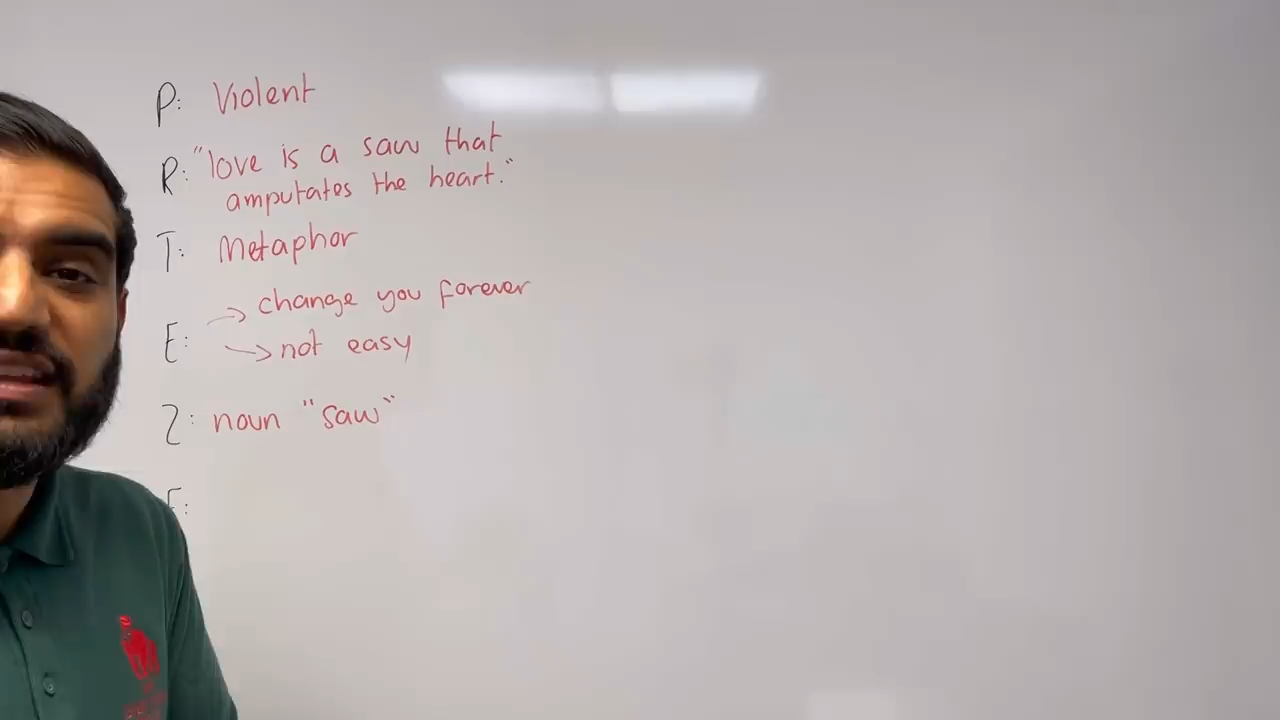 P: Violent
R: "love is a saw that
amputates the heart."
T: Metaphor
→ change you forever
E:
→ not easy
Z: noun "saw"
E: